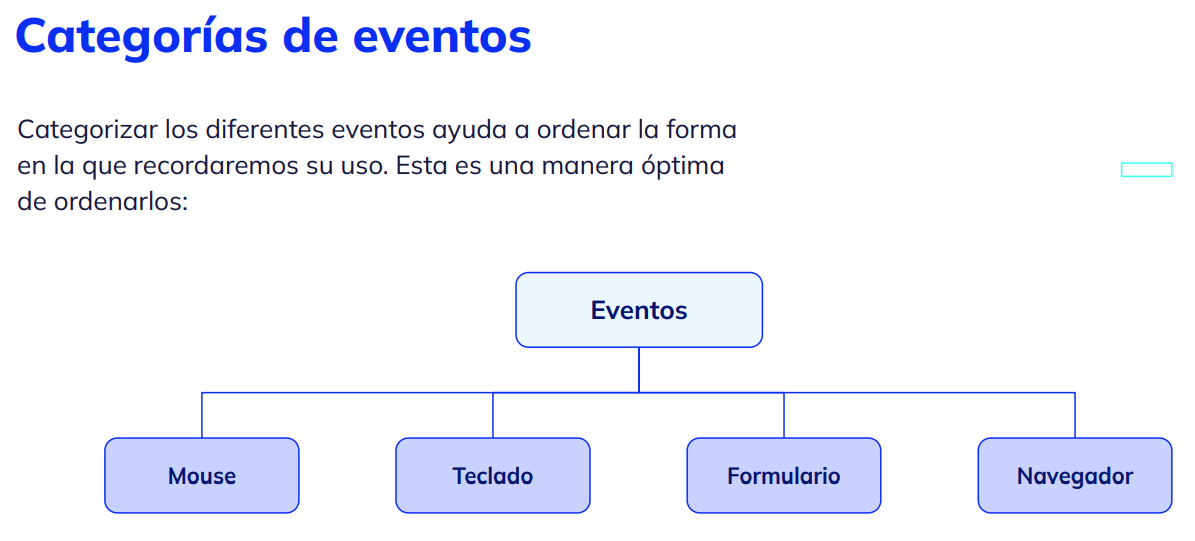 Categorías de eventos
Categorizar los diferentes eventos ayuda a ordenar la forma
en la que recordaremos su uso. Esta es una manera óptima
de ordenarlos:
Eventos
Mouse
Teclado
Formulario
Navegador